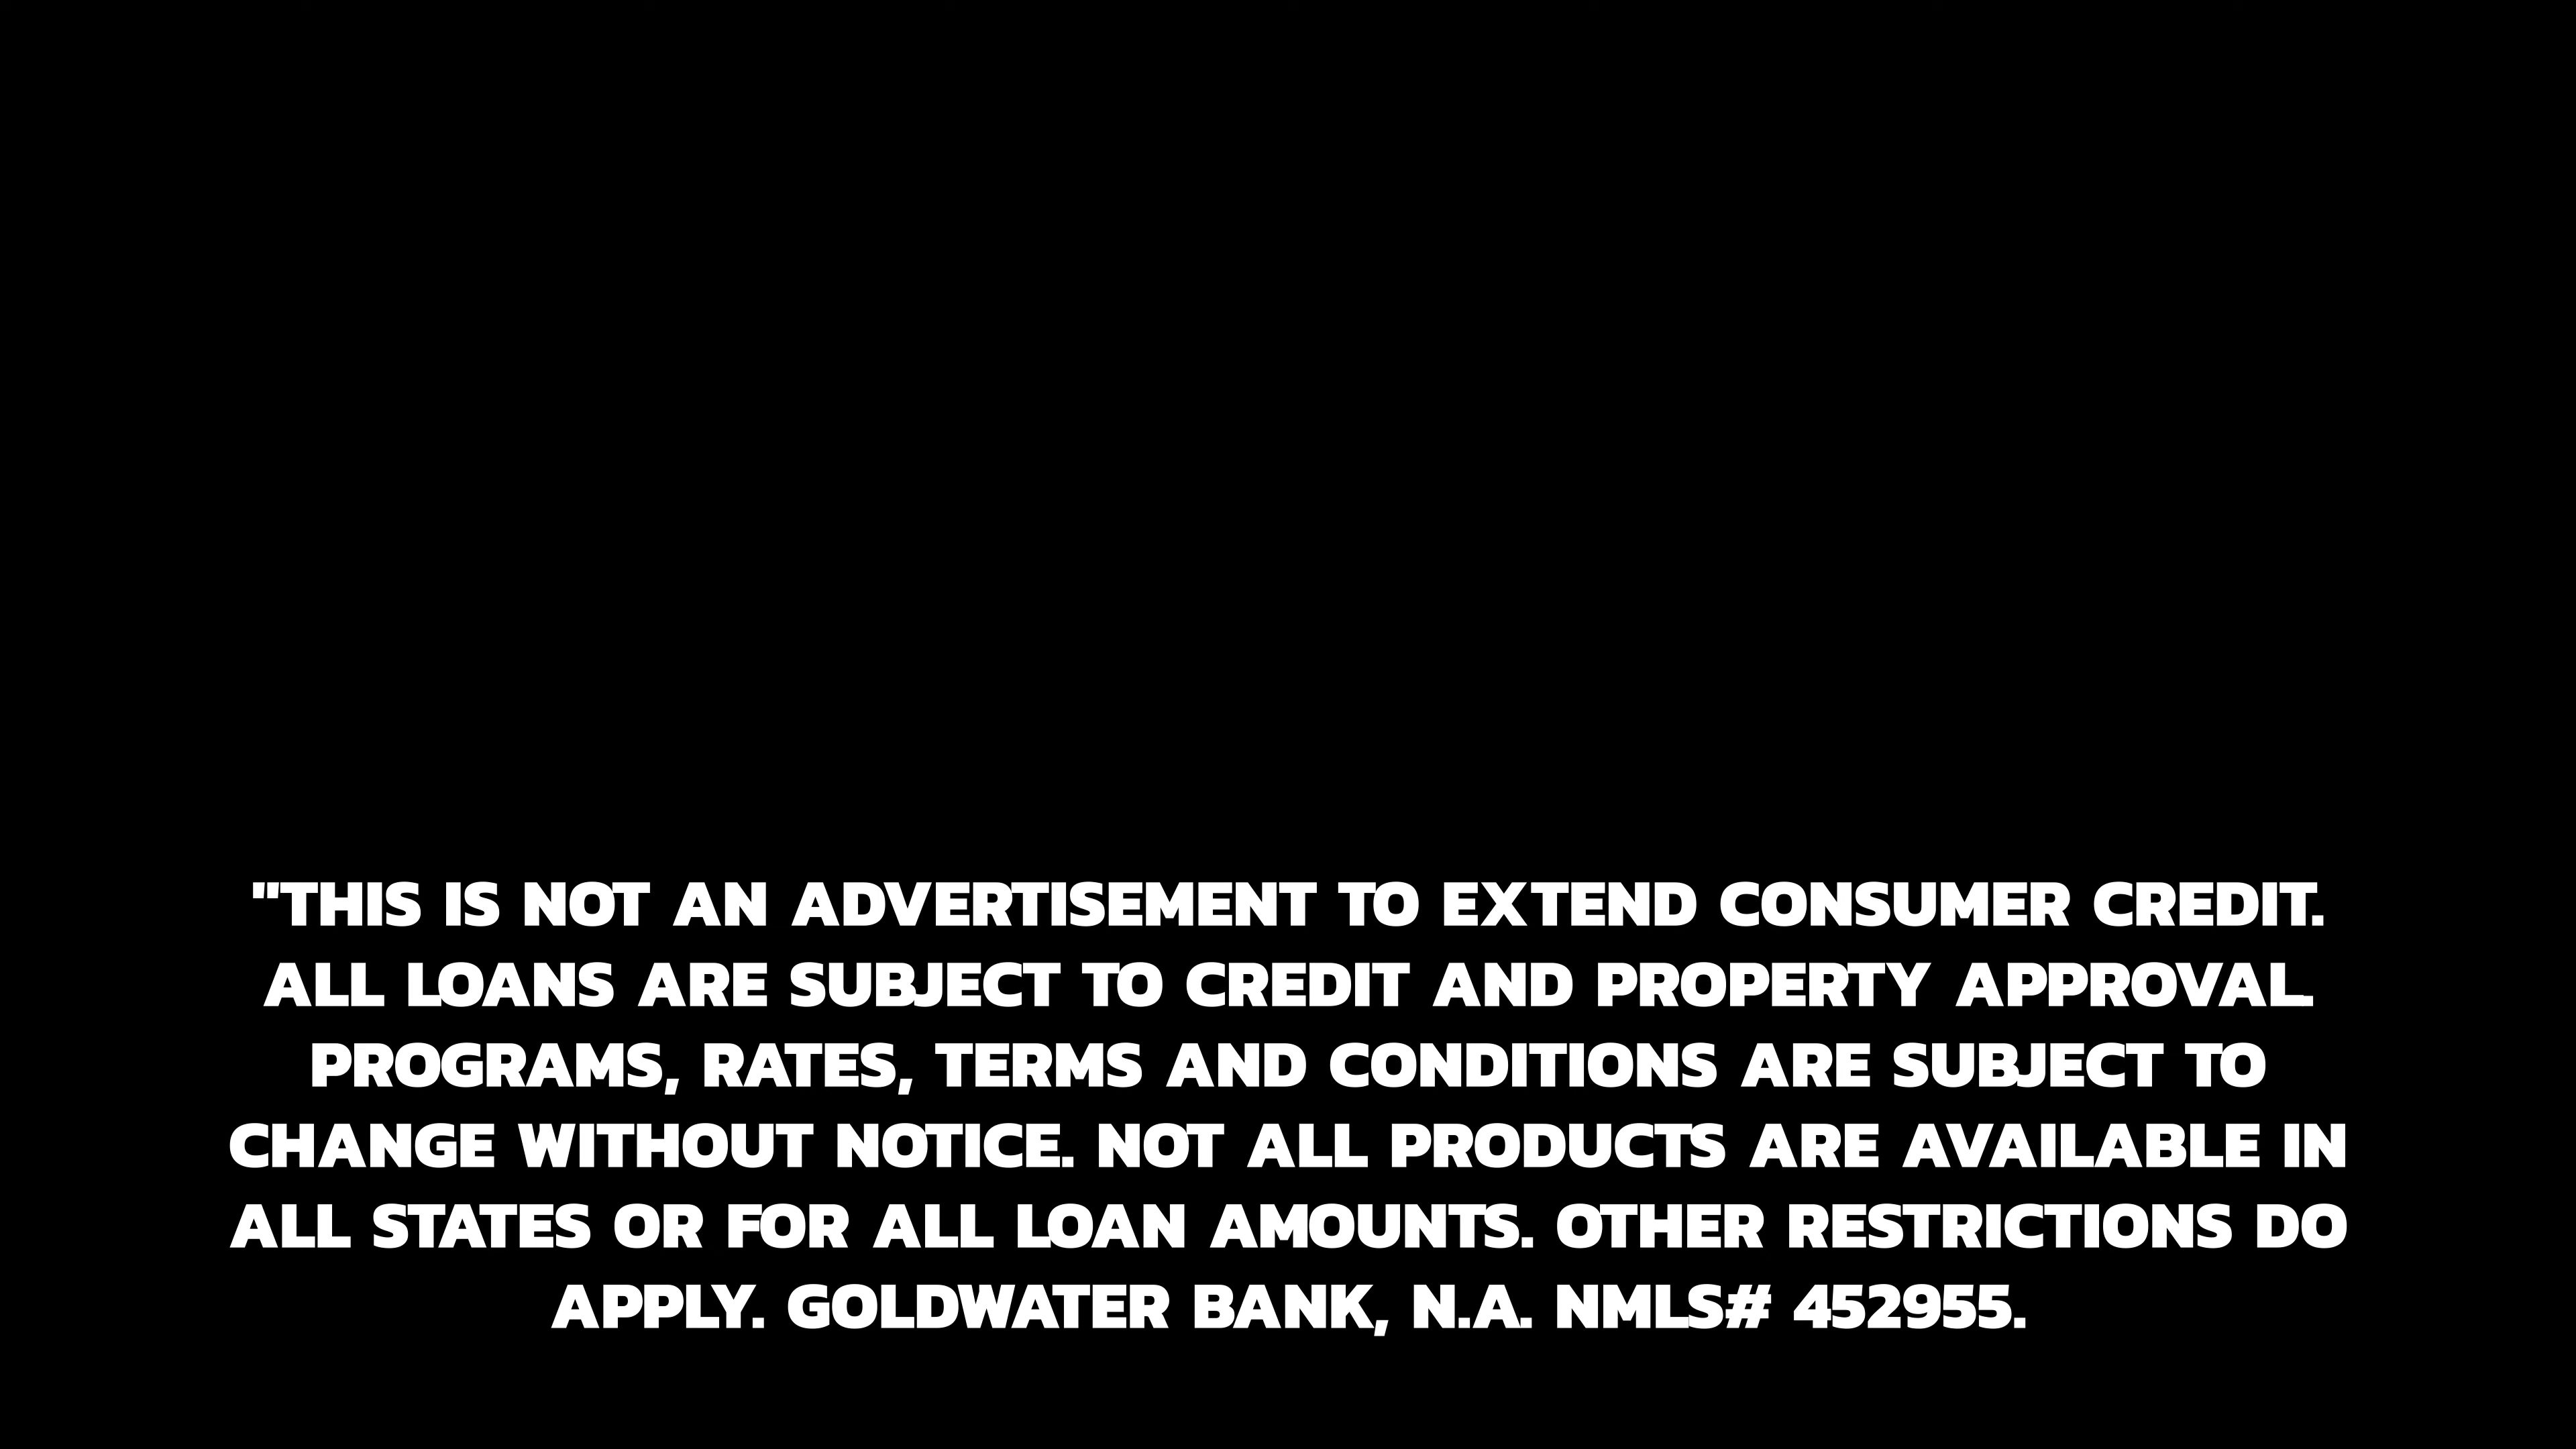 "THIS IS NOT AN ADVERTISEMENT TO EXTEND CONSUMER CREDIT.
ALL LOANS ARE SUBJECT TO CREDIT AND PROPERTY APPROVAL.
PROGRAMS, RATES, TERMS AND CONDITIONS ARE SUBJECT TO
CHANGE WITHOUT NOTICE. NOT ALL PRODUCTS ARE AVAILABLE IN
ALL STATES OR FOR ALL LOAN AMOUNTS. OTHER RESTRICTIONS DO
APPLY. GOLDWATER BANK, N.A. NMLS# 452955.